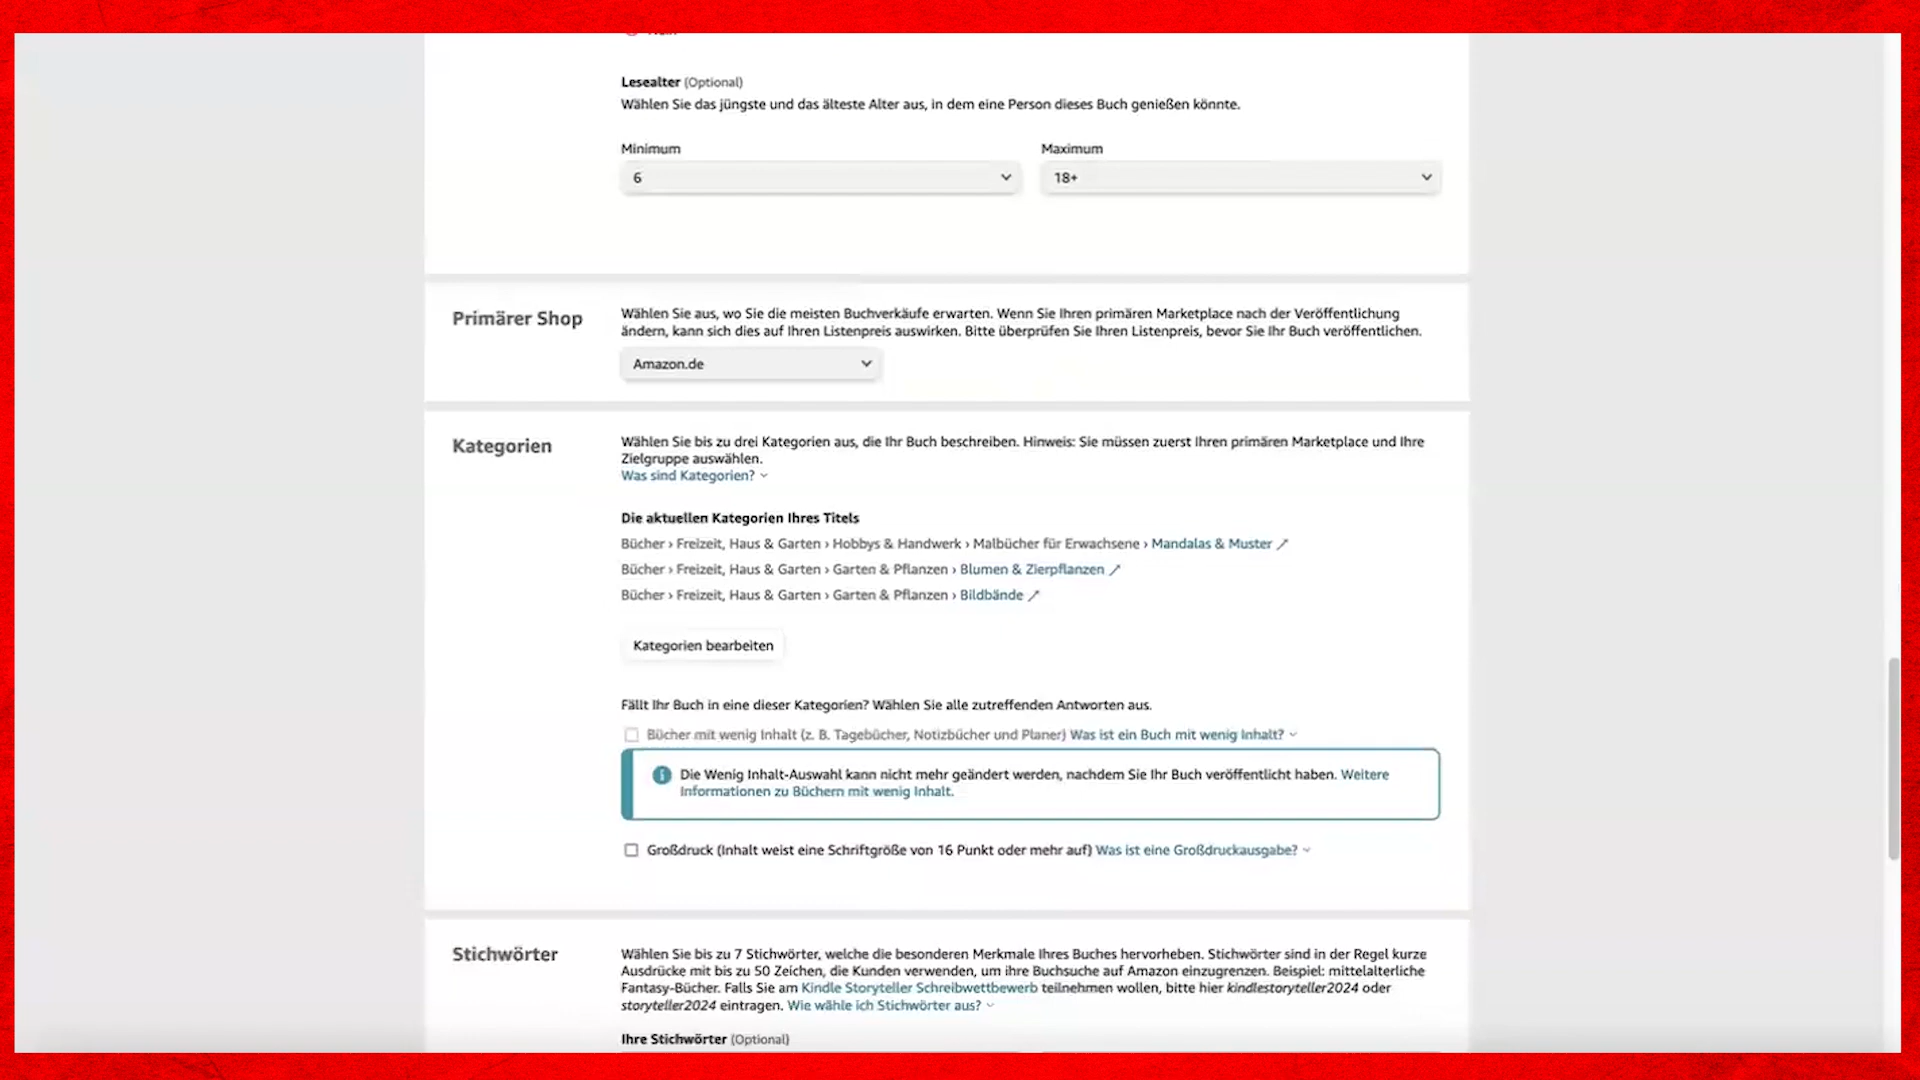 Lesealter (Optional)
Wählen Sie das jüngste und das älteste Alter aus, in dem eine Person dieses Buch genießen könnte.
Minimum
Maximum
6
18+
Primärer Shop
Wählen Sie aus, wo Sie die meisten Buchverkäufe erwarten. Wenn Sie Ihren primären Marketplace nach der Veröffentlichung
ändern, kann sich dies auf Ihren Listenpreis auswirken. Bitte überprüfen Sie Ihren Listenpreis, bevor Sie Ihr Buch veröffentlichen.
Amazon.de
Kategorien
Wählen Sie bis zu drei Kategorien aus, die Ihr Buch beschreiben. Hinweis: Sie müssen zuerst Ihren primären Marketplace und Ihre
Zielgruppe auswählen.
Was sind Kategorien?
Die aktuellen Kategorien Ihres Titels
Bücher › Freizeit, Haus & Garten › Hobbys & Handwerk › Malbücher für Erwachsene › Mandalas & Muster
Bücher › Freizeit, Haus & Garten › Garten & Pflanzen › Blumen & Zierpflanzen
Bücher › Freizeit, Haus & Garten › Garten & Pflanzen › Bildbände
Kategorien bearbeiten
Fällt Ihr Buch in eine dieser Kategorien? Wählen Sie alle zutreffenden Antworten aus.
Bücher mit wenig Inhalt (z. B. Tagebücher, Notizbücher und Planer) Was ist ein Buch mit wenig Inhalt?
Die Wenig Inhalt-Auswahl kann nicht mehr geändert werden, nachdem Sie Ihr Buch veröffentlicht haben. Weitere
Informationen zu Büchern mit wenig Inhalt.
Großdruck (Inhalt weist eine Schriftgröße von 16 Punkt oder mehr auf) Was ist eine Großdruckausgabe?
Stichwörter
Wählen Sie bis zu 7 Stichwörter, welche die besonderen Merkmale Ihres Buches hervorheben. Stichwörter sind in der Regel kurze
Ausdrücke mit bis zu 50 Zeichen, die Kunden verwenden, um ihre Buchsuche auf Amazon einzugrenzen. Beispiel: mittelalterliche
Fantasy-Bücher. Falls Sie am Kindle Storyteller Schreibwettbewerb teilnehmen wollen, bitte hier kindlestoryteller2024 oder
storyteller2024 eintragen. Wie wähle ich Stichwörter aus?
Ihre Stichwörter (Optional)